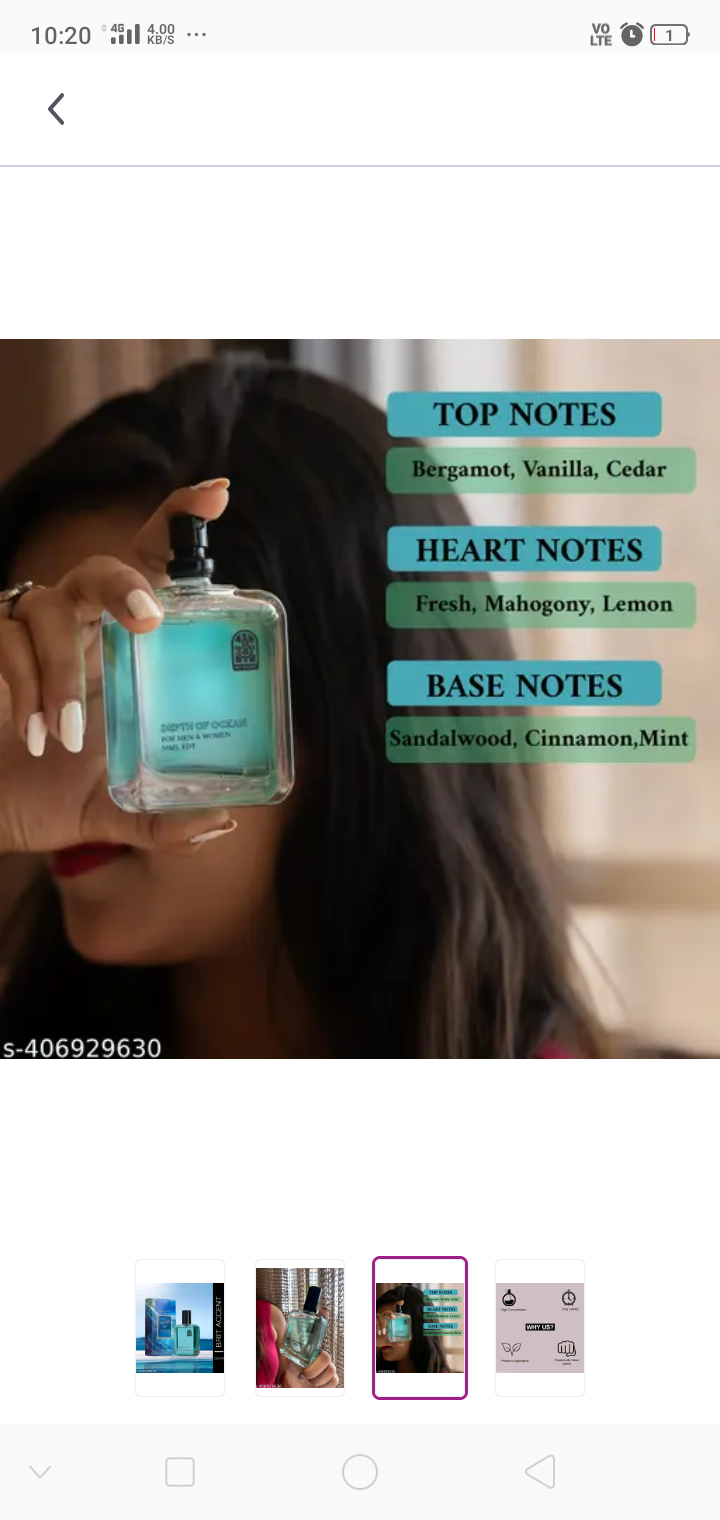 10:20
4G
4.00
KB/S
VO
LTE
1
TOP NOTES
Bergamot, Vanilla, Cedar
HEART NOTES
Fresh, Mahogony, Lemon
BASE NOTES
Sandalwood, Cinnamon,Mint
DEPTH OF OCEAN
FOR MEN & WOMEN
50ML EDT
s-406929630
BRIT ACCENT
WHY US?